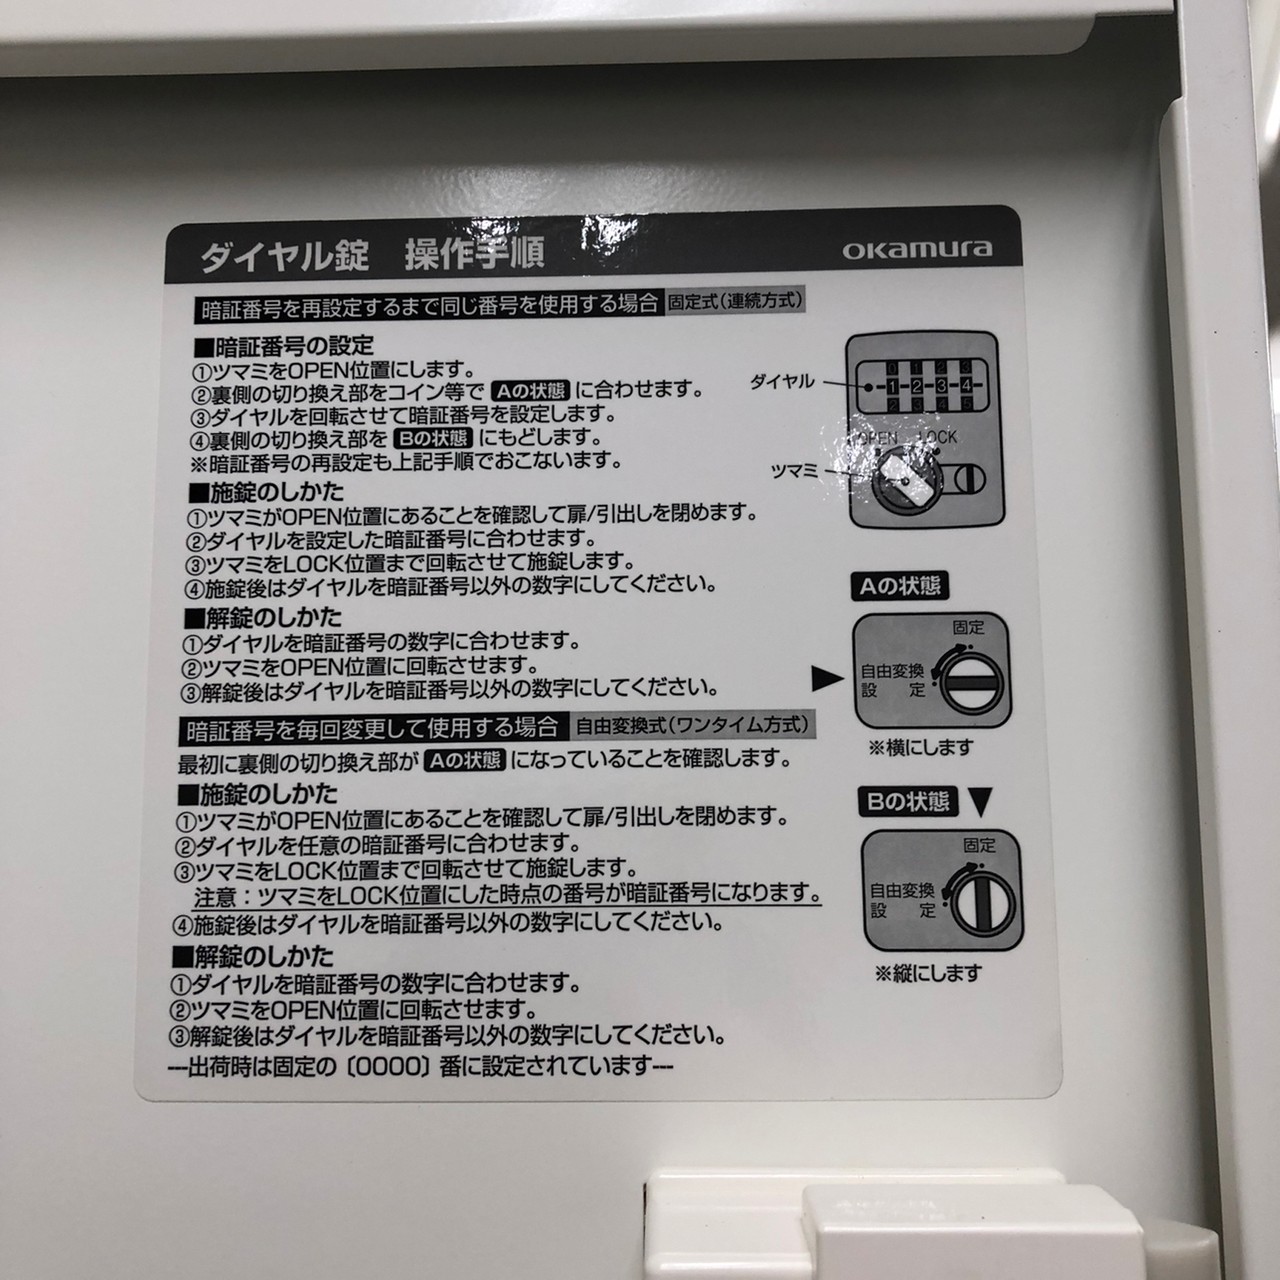 ダイヤル錠 操作手順 okamura
暗証番号を再設定するまで同じ番号を使用する場合 固定式(連続方式)
■暗証番号の設定
①ツマミをOPEN位置にします。
②裏側の切り換え部をコイン等で Aの状態 に合わせます。
③ダイヤルを回転させて暗証番号を設定します。
④裏側の切り換え部を Bの状態 にもどします。
※暗証番号の再設定も上記手順でおこないます。
■施錠のしかた
①ツマミがOPEN位置にあることを確認して扉/引出しを閉めます。
②ダイヤルを設定した暗証番号に合わせます。
③ツマミをLOCK位置まで回転させて施錠します。
④施錠後はダイヤルを暗証番号以外の数字にしてください。
■解錠のしかた
①ダイヤルを暗証番号の数字に合わせます。
②ツマミをOPEN位置に回転させます。
③解錠後はダイヤルを暗証番号以外の数字にしてください。
暗証番号を毎回変更して使用する場合 自由変換式(ワンタイム方式)
最初に裏側の切り換え部が Aの状態 になっていることを確認します。
■施錠のしかた
①ツマミがOPEN位置にあることを確認して扉/引出しを閉めます。
②ダイヤルを任意の暗証番号に合わせます。
③ツマミをLOCK位置まで回転させて施錠します。
注意：ツマミをLOCK位置にした時点の番号が暗証番号になります。
④施錠後はダイヤルを暗証番号以外の数字にしてください。
■解錠のしかた
①ダイヤルを暗証番号の数字に合わせます。
②ツマミをOPEN位置に回転させます。
③解錠後はダイヤルを暗証番号以外の数字にしてください。
---出荷時は固定の〔0000〕番に設定されています---
ダイヤル
0 1 2 3
1 2 3 4
2 3 4 5
OPEN LOCK
ツマミ
Aの状態
固定
自由変換
設 定
※横にします
Bの状態
固定
自由変換
設 定
※縦にします